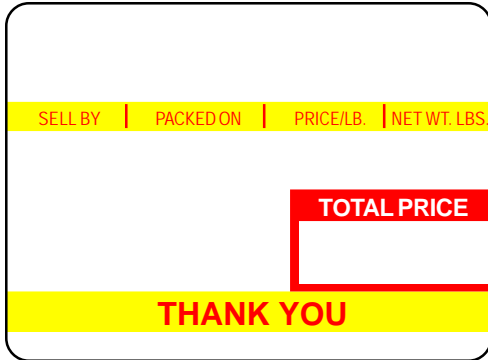 SELL BY | PACKED ON | PRICE/LB. | NET WT. LBS.
TOTAL PRICE
THANK YOU